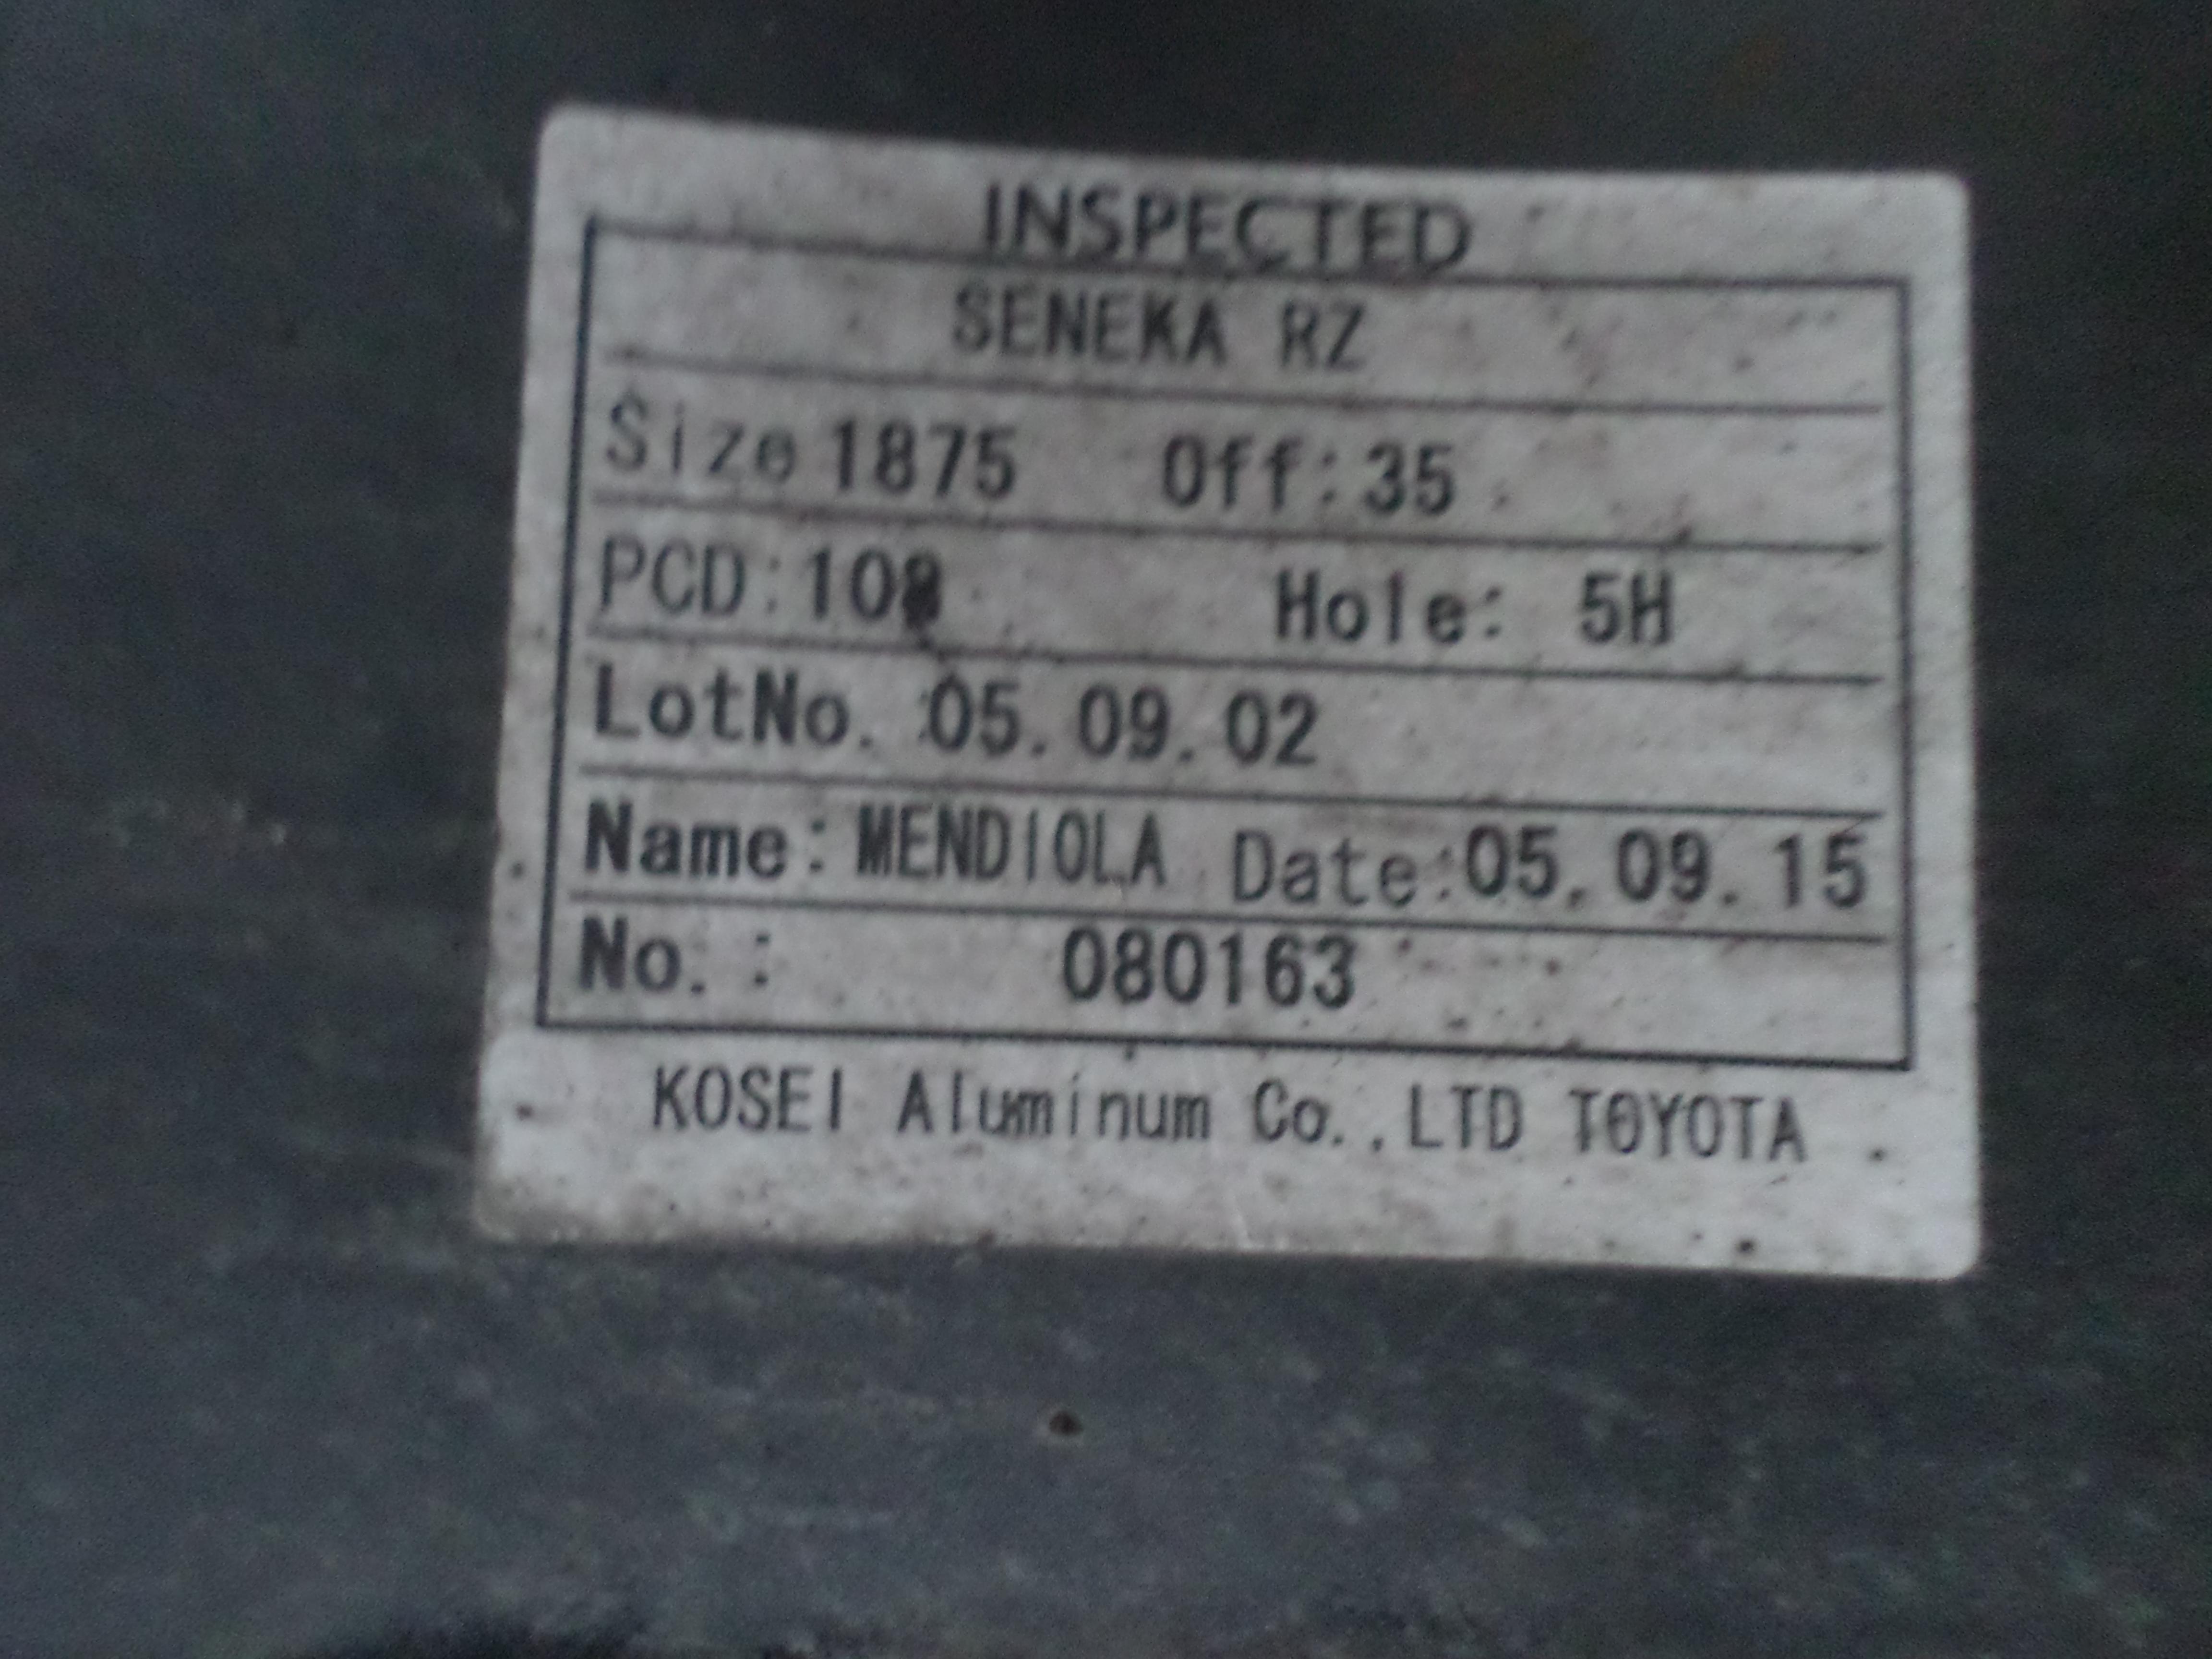 INSPECTED
SENEKA RZ
Size 1875 Off:35
PCD: Hole: 5H
LotNo. :05.09.02
Name:MENDIOLA Date:05.09.15
No. : 080163
KOSEI Aluminum Co.,LTD TOYOTA